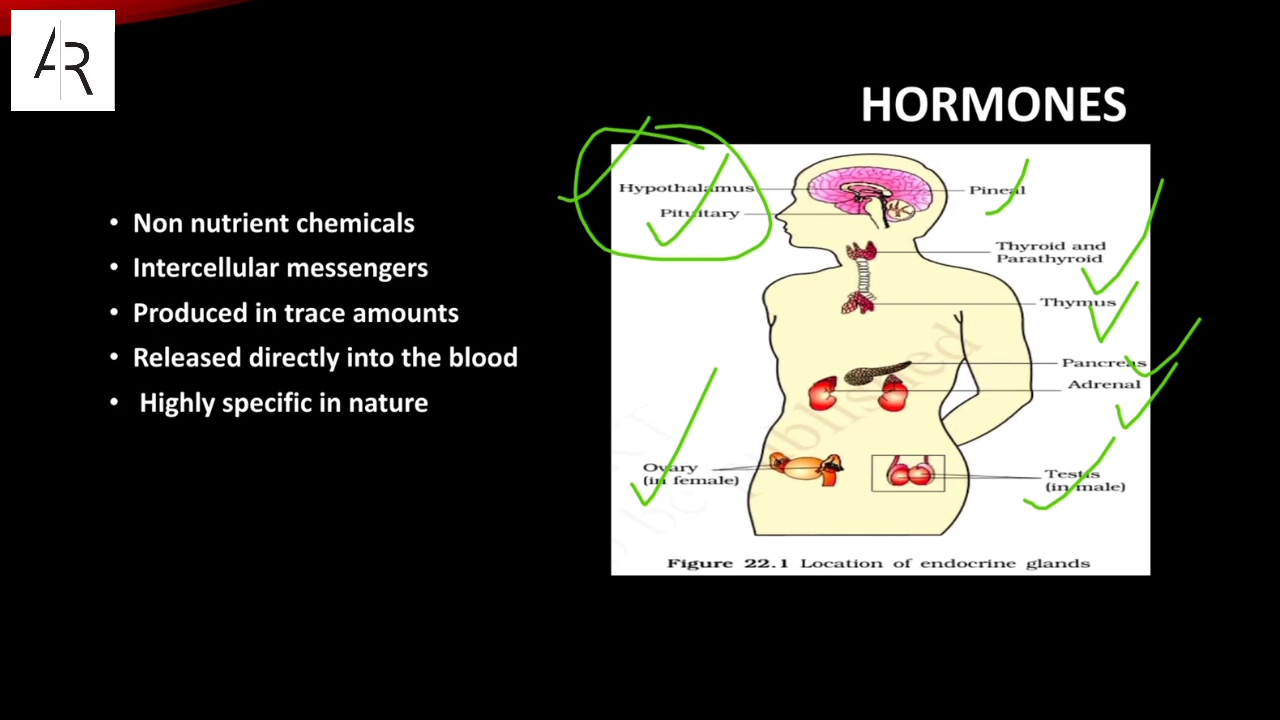 AR
HORMONES
• Non nutrient chemicals
• Intercellular messengers
• Produced in trace amounts
• Released directly into the blood
• Highly specific in nature
Hypothalamus
Pituitary
Pineal
Thyroid and
Parathyroid
Thymus
Pancreas
Adrenal
Ovary
(in female)
Testis
(in male)
Figure 22.1 Location of endocrine glands